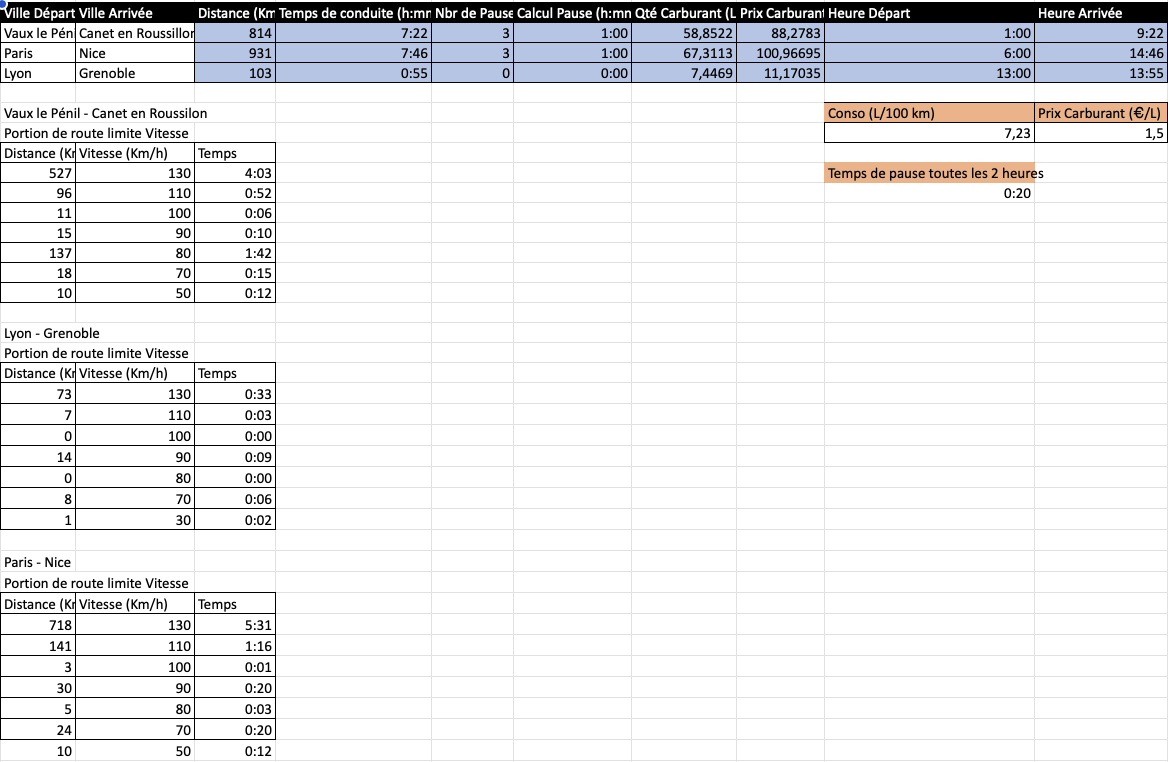 Ville Départ Ville Arrivée Distance (Km Temps de conduite (h:mn Nbr de Pause Calcul Pause (h:mn Qté Carburant (L Prix Carburant Heure Départ Heure Arrivée
Vaux le Pén Canet en Roussillon 814 7:22 3 1:00 58,8522 88,2783 1:00 9:22
Paris Nice 931 7:46 3 1:00 67,3113 100,96695 6:00 14:46
Lyon Grenoble 103 0:55 0 0:00 7,4469 11,17035 13:00 13:55
Vaux le Pénil - Canet en Roussilon Conso (L/100 km) Prix Carburant (€/L)
Portion de route limite Vitesse 7,23 1,5
Distance (Kr Vitesse (Km/h) Temps
527 130 4:03 Temps de pause toutes les 2 heures
96 110 0:52 0:20
11 100 0:06
15 90 0:10
137 80 1:42
18 70 0:15
10 50 0:12
Lyon - Grenoble
Portion de route limite Vitesse
Distance (Kr Vitesse (Km/h) Temps
73 130 0:33
7 110 0:03
0 100 0:00
14 90 0:09
0 80 0:00
8 70 0:06
1 30 0:02
Paris - Nice
Portion de route limite Vitesse
Distance (Kr Vitesse (Km/h) Temps
718 130 5:31
141 110 1:16
3 100 0:01
30 90 0:20
5 80 0:03
24 70 0:20
10 50 0:12